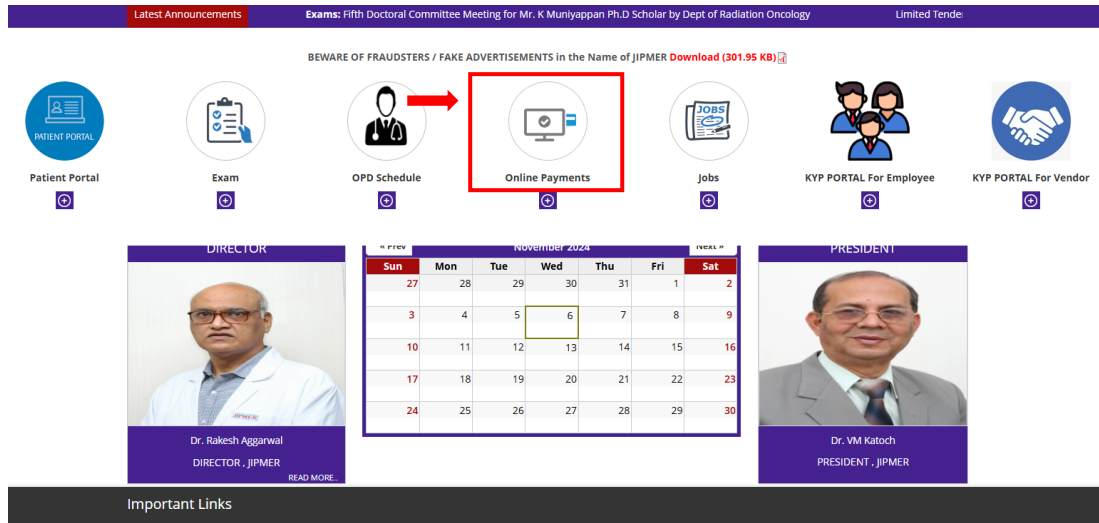 Latest Announcements Exams: Fifth Doctoral Committee Meeting for Mr. K Muniyappan Ph.D Scholar by Dept of Radiation Oncology Limited Tender
BEWARE OF FRAUDSTERS / FAKE ADVERTISEMENTS in the Name of JIPMER Download (301.95 KB)
PATIENT PORTAL
JOBS
Patient Portal Exam OPD Schedule Online Payments Jobs KYP PORTAL For Employee KYP PORTAL For Vendor
DIRECTOR « Prev November 2024 Next » PRESIDENT
Sun Mon Tue Wed Thu Fri Sat
27 28 29 30 31 1 2
3 4 5 6 7 8 9
10 11 12 13 14 15 16
17 18 19 20 21 22 23
24 25 26 27 28 29 30
Dr. Rakesh Aggarwal Dr. VM Katoch
DIRECTOR , JIPMER PRESIDENT , JIPMER
READ MORE..
Important Links